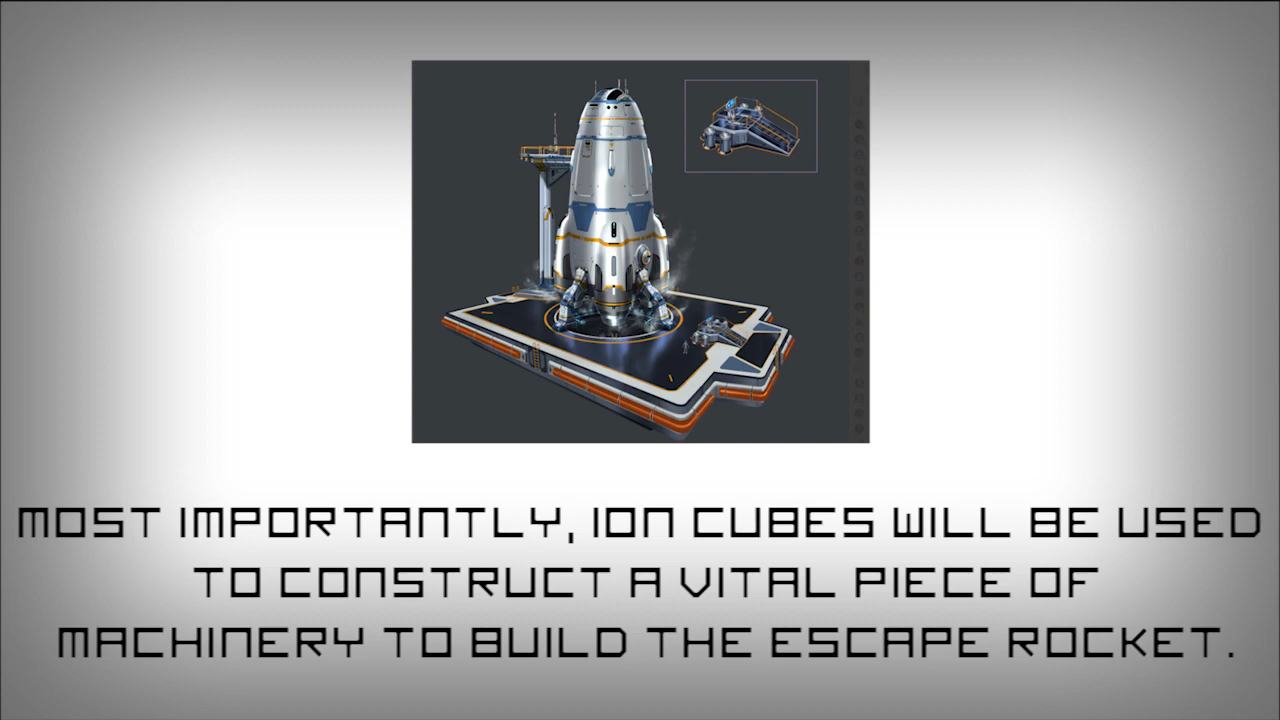 MOST IMPORTANTLY, ION CUBES WILL BE USED
TO CONSTRUCT A VITAL PIECE OF
MACHINERY TO BUILD THE ESCAPE ROCKET.